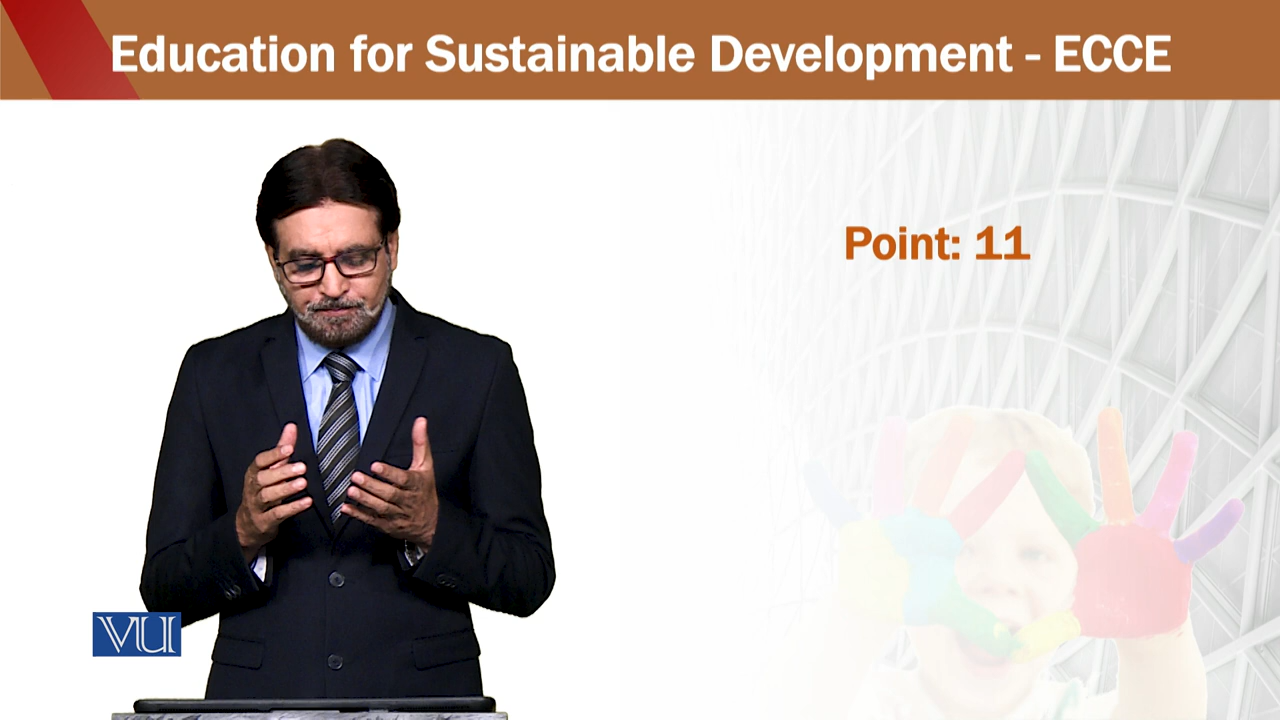 Education for Sustainable Development - ECCE
Point: 11
VU